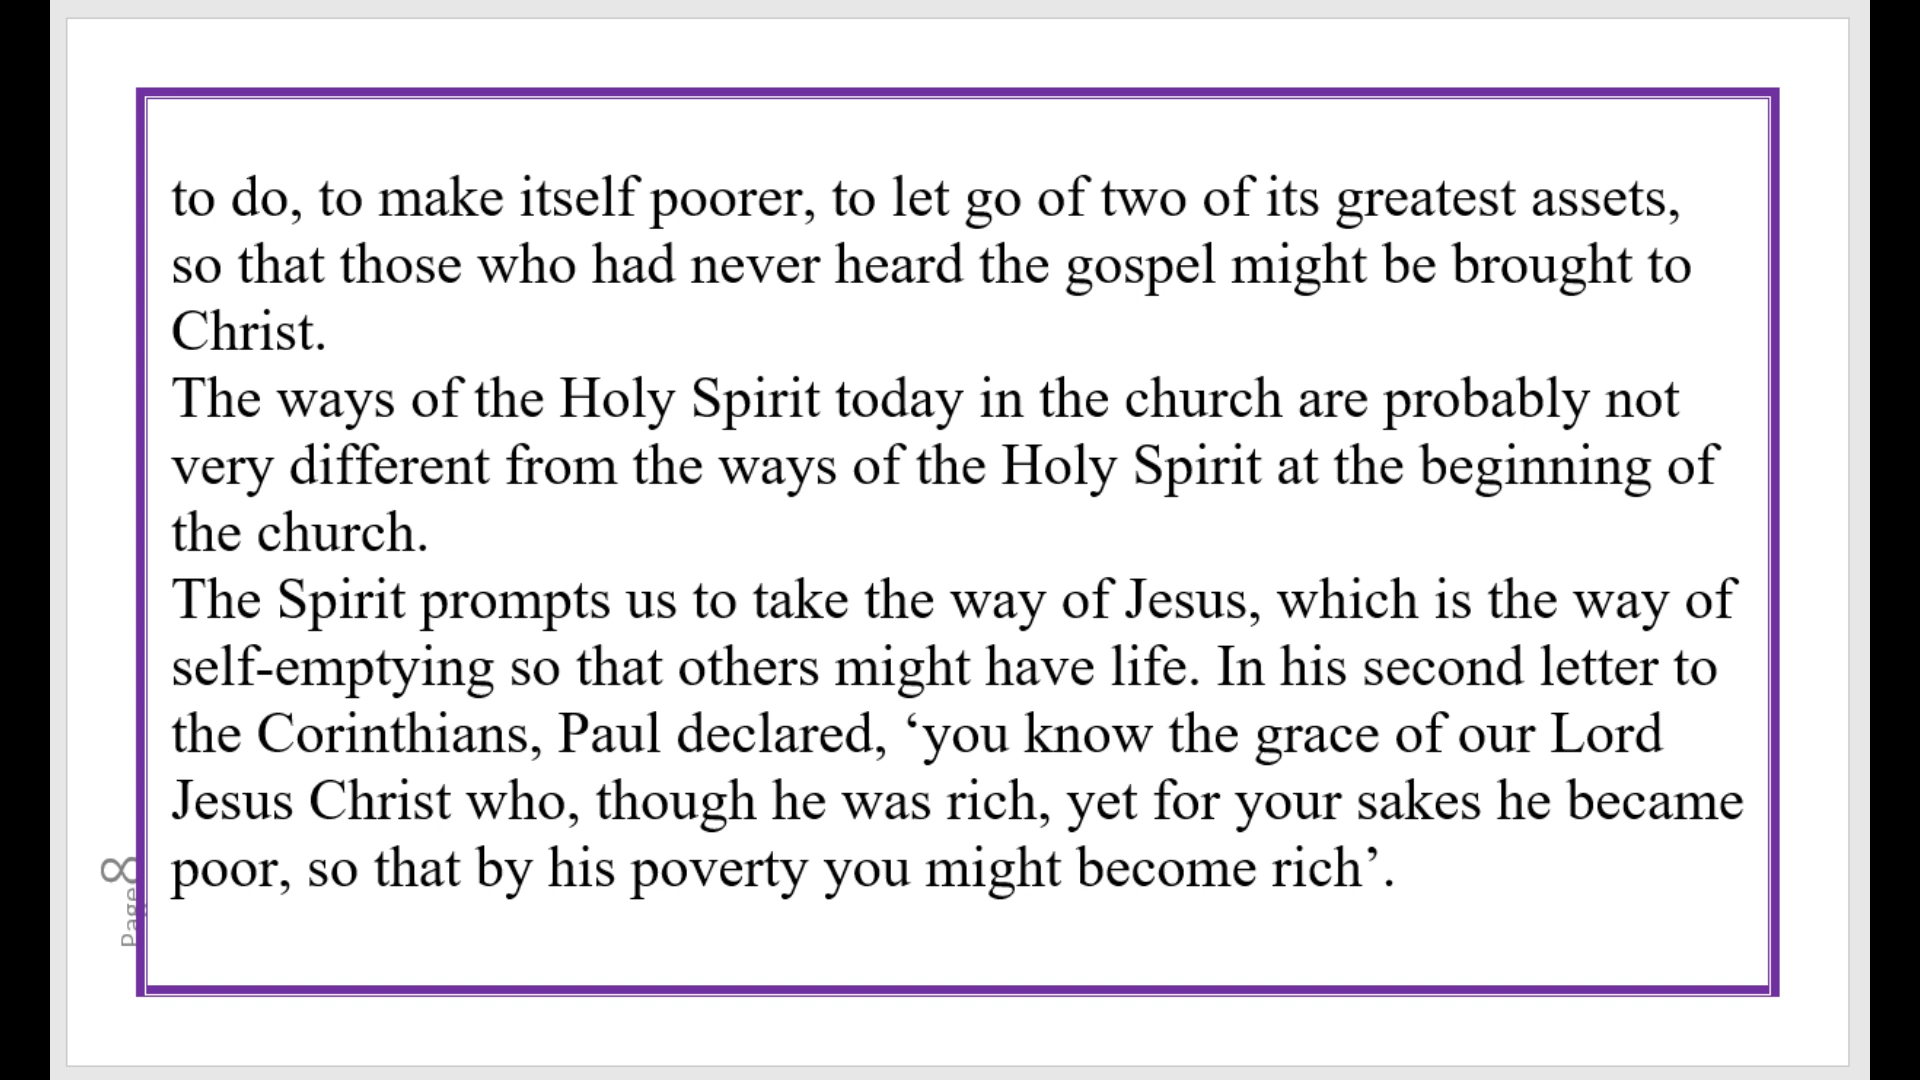 to do, to make itself poorer, to let go of two of its greatest assets,
so that those who had never heard the gospel might be brought to
Christ.
The ways of the Holy Spirit today in the church are probably not
very different from the ways of the Holy Spirit at the beginning of
the church.
The Spirit prompts us to take the way of Jesus, which is the way of
self-emptying so that others might have life. In his second letter to
the Corinthians, Paul declared, ‘you know the grace of our Lord
Jesus Christ who, though he was rich, yet for your sakes he became
poor, so that by his poverty you might become rich’.
Page 8